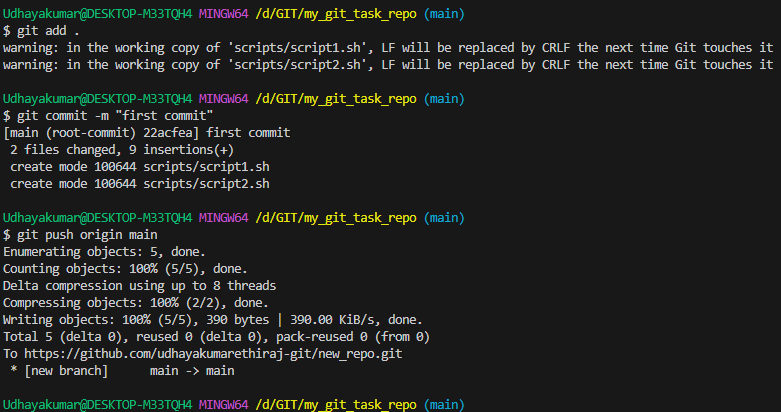 Udhayakumar@DESKTOP-M33TQH4 MINGW64 /d/GIT/my_git_task_repo (main)
$ git add .
warning: in the working copy of 'scripts/script1.sh', LF will be replaced by CRLF the next time Git touches it
warning: in the working copy of 'scripts/script2.sh', LF will be replaced by CRLF the next time Git touches it
Udhayakumar@DESKTOP-M33TQH4 MINGW64 /d/GIT/my_git_task_repo (main)
$ git commit -m "first commit"
[main (root-commit) 22acfea] first commit
2 files changed, 9 insertions(+)
create mode 100644 scripts/script1.sh
create mode 100644 scripts/script2.sh
Udhayakumar@DESKTOP-M33TQH4 MINGW64 /d/GIT/my_git_task_repo (main)
$ git push origin main
Enumerating objects: 5, done.
Counting objects: 100% (5/5), done.
Delta compression using up to 8 threads
Compressing objects: 100% (2/2), done.
Writing objects: 100% (5/5), 390 bytes | 390.00 KiB/s, done.
Total 5 (delta 0), reused 0 (delta 0), pack-reused 0 (from 0)
To https://github.com/udhayakumarethiraj-git/new_repo.git
* [new branch]      main -> main
Udhayakumar@DESKTOP-M33TQH4 MINGW64 /d/GIT/my_git_task_repo (main)